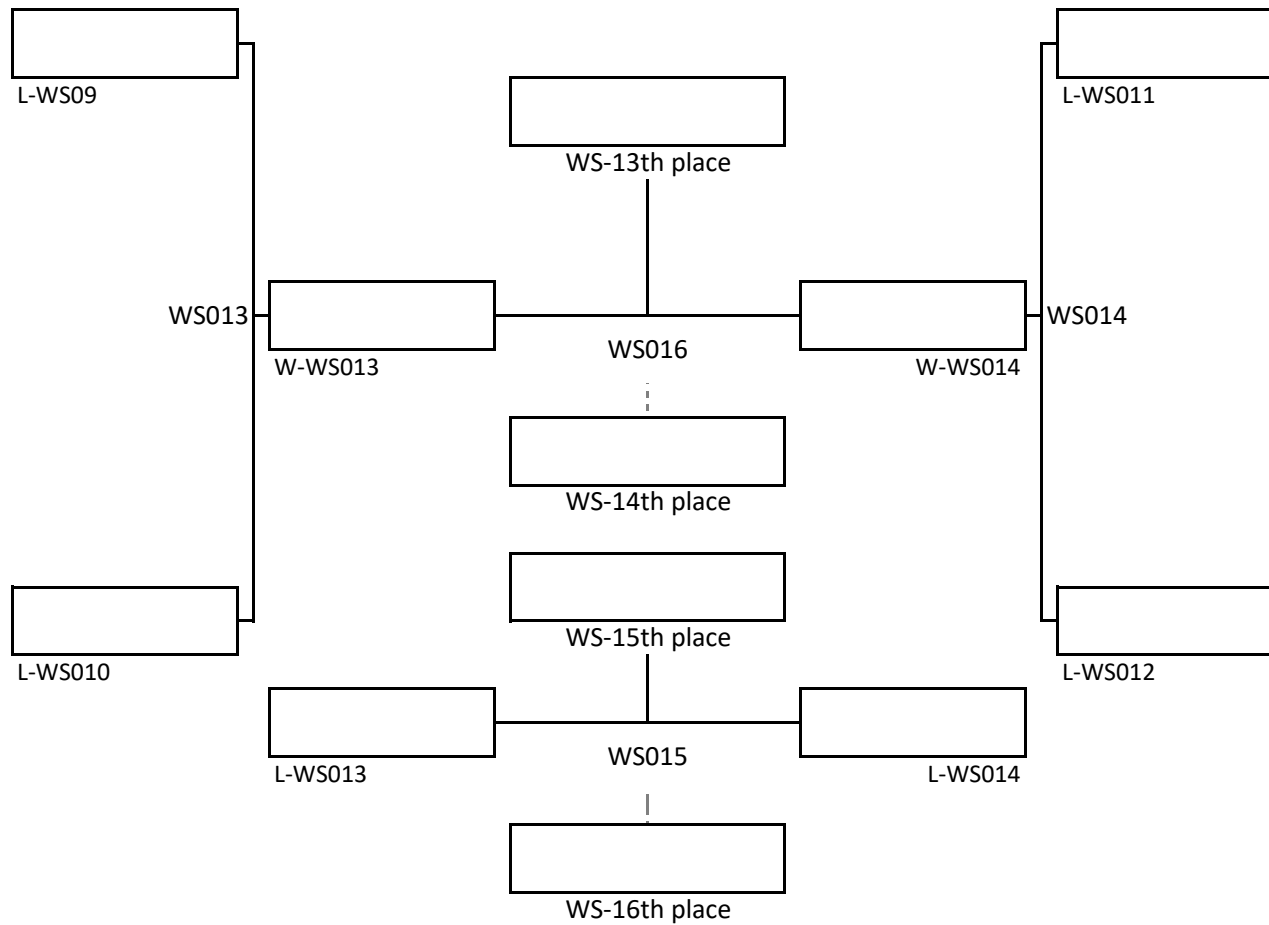 L-WS09
L-WS011
WS-13th place
WS013
WS014
WS016
W-WS013
W-WS014
WS-14th place
WS-15th place
L-WS010
L-WS012
WS015
L-WS013
L-WS014
WS-16th place